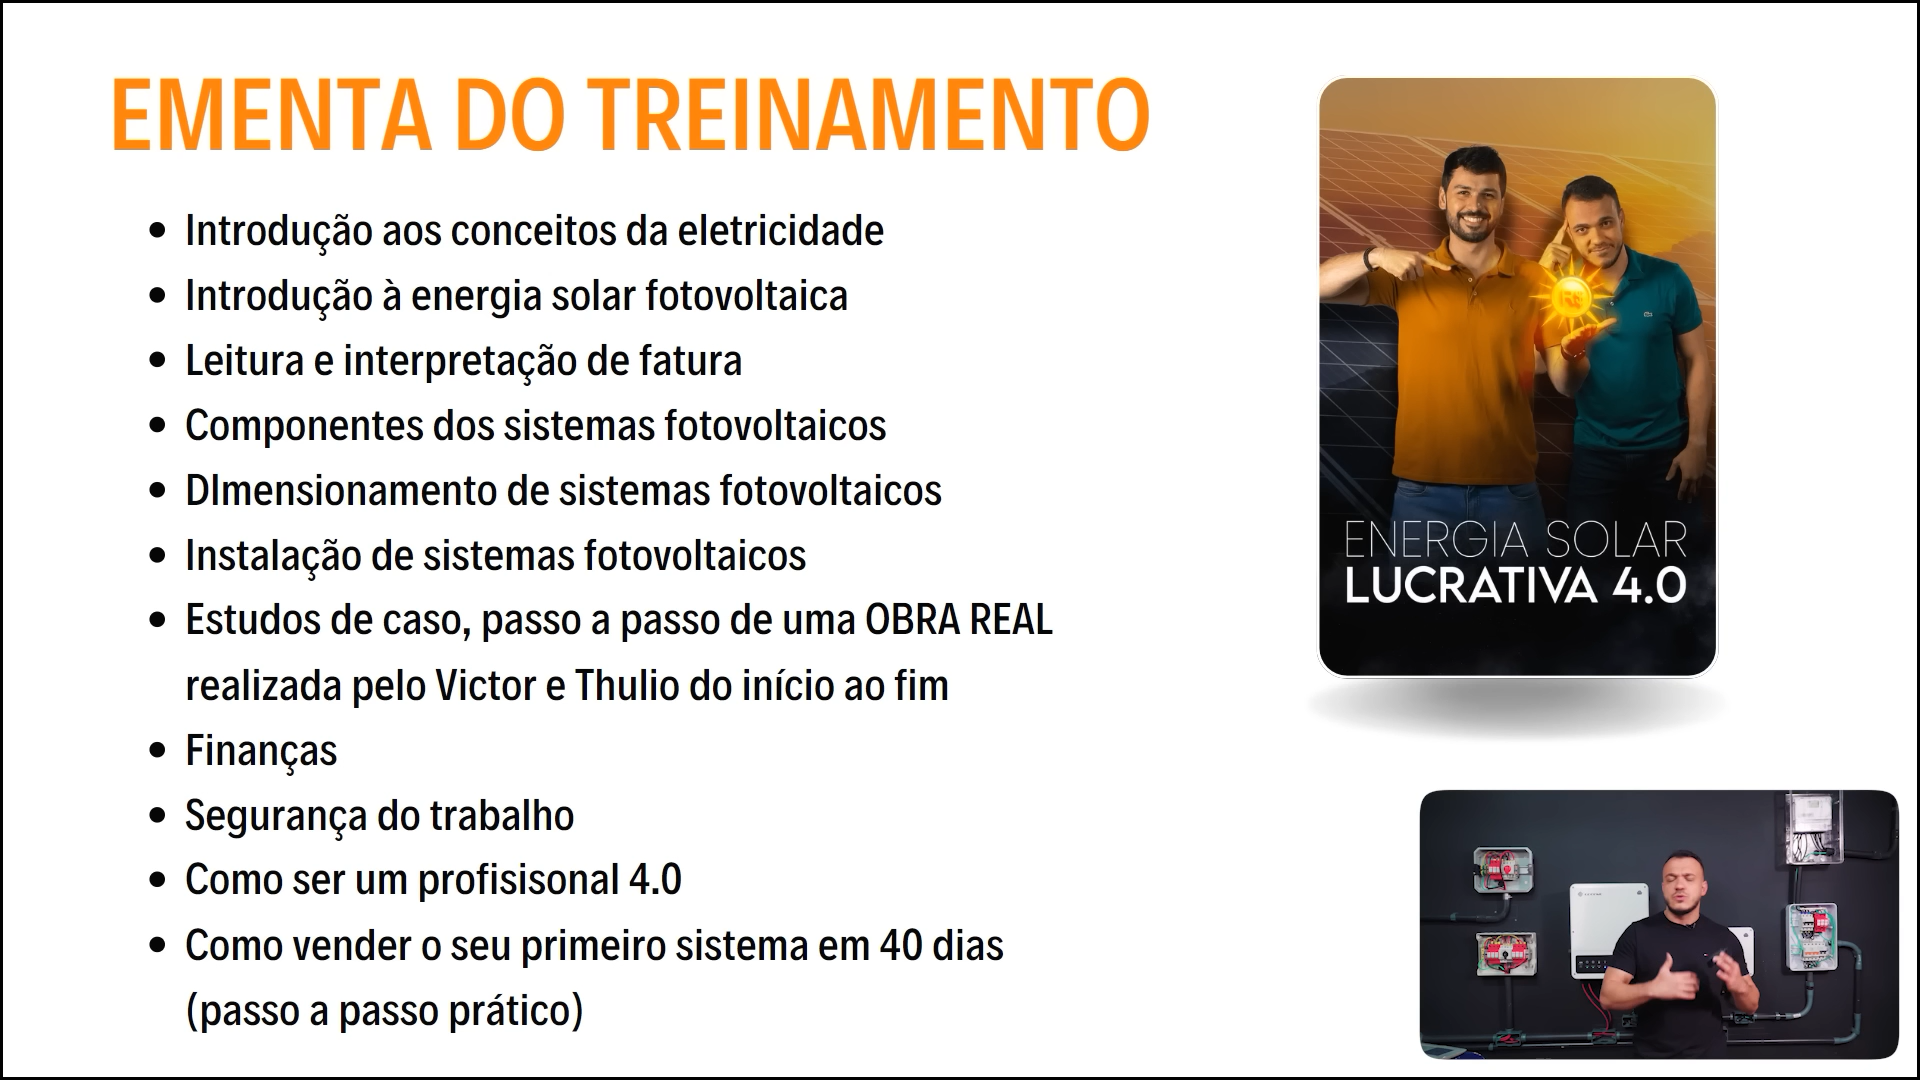 EMENTA DO TREINAMENTO
• Introdução aos conceitos da eletricidade
• Introdução à energia solar fotovoltaica
• Leitura e interpretação de fatura
• Componentes dos sistemas fotovoltaicos
• DImensionamento de sistemas fotovoltaicos
• Instalação de sistemas fotovoltaicos
• Estudos de caso, passo a passo de uma OBRA REAL
realizada pelo Victor e Thulio do início ao fim
• Finanças
• Segurança do trabalho
• Como ser um profisisonal 4.0
• Como vender o seu primeiro sistema em 40 dias
(passo a passo prático)
R$
ENERGIA SOLAR
LUCRATIVA 4.0